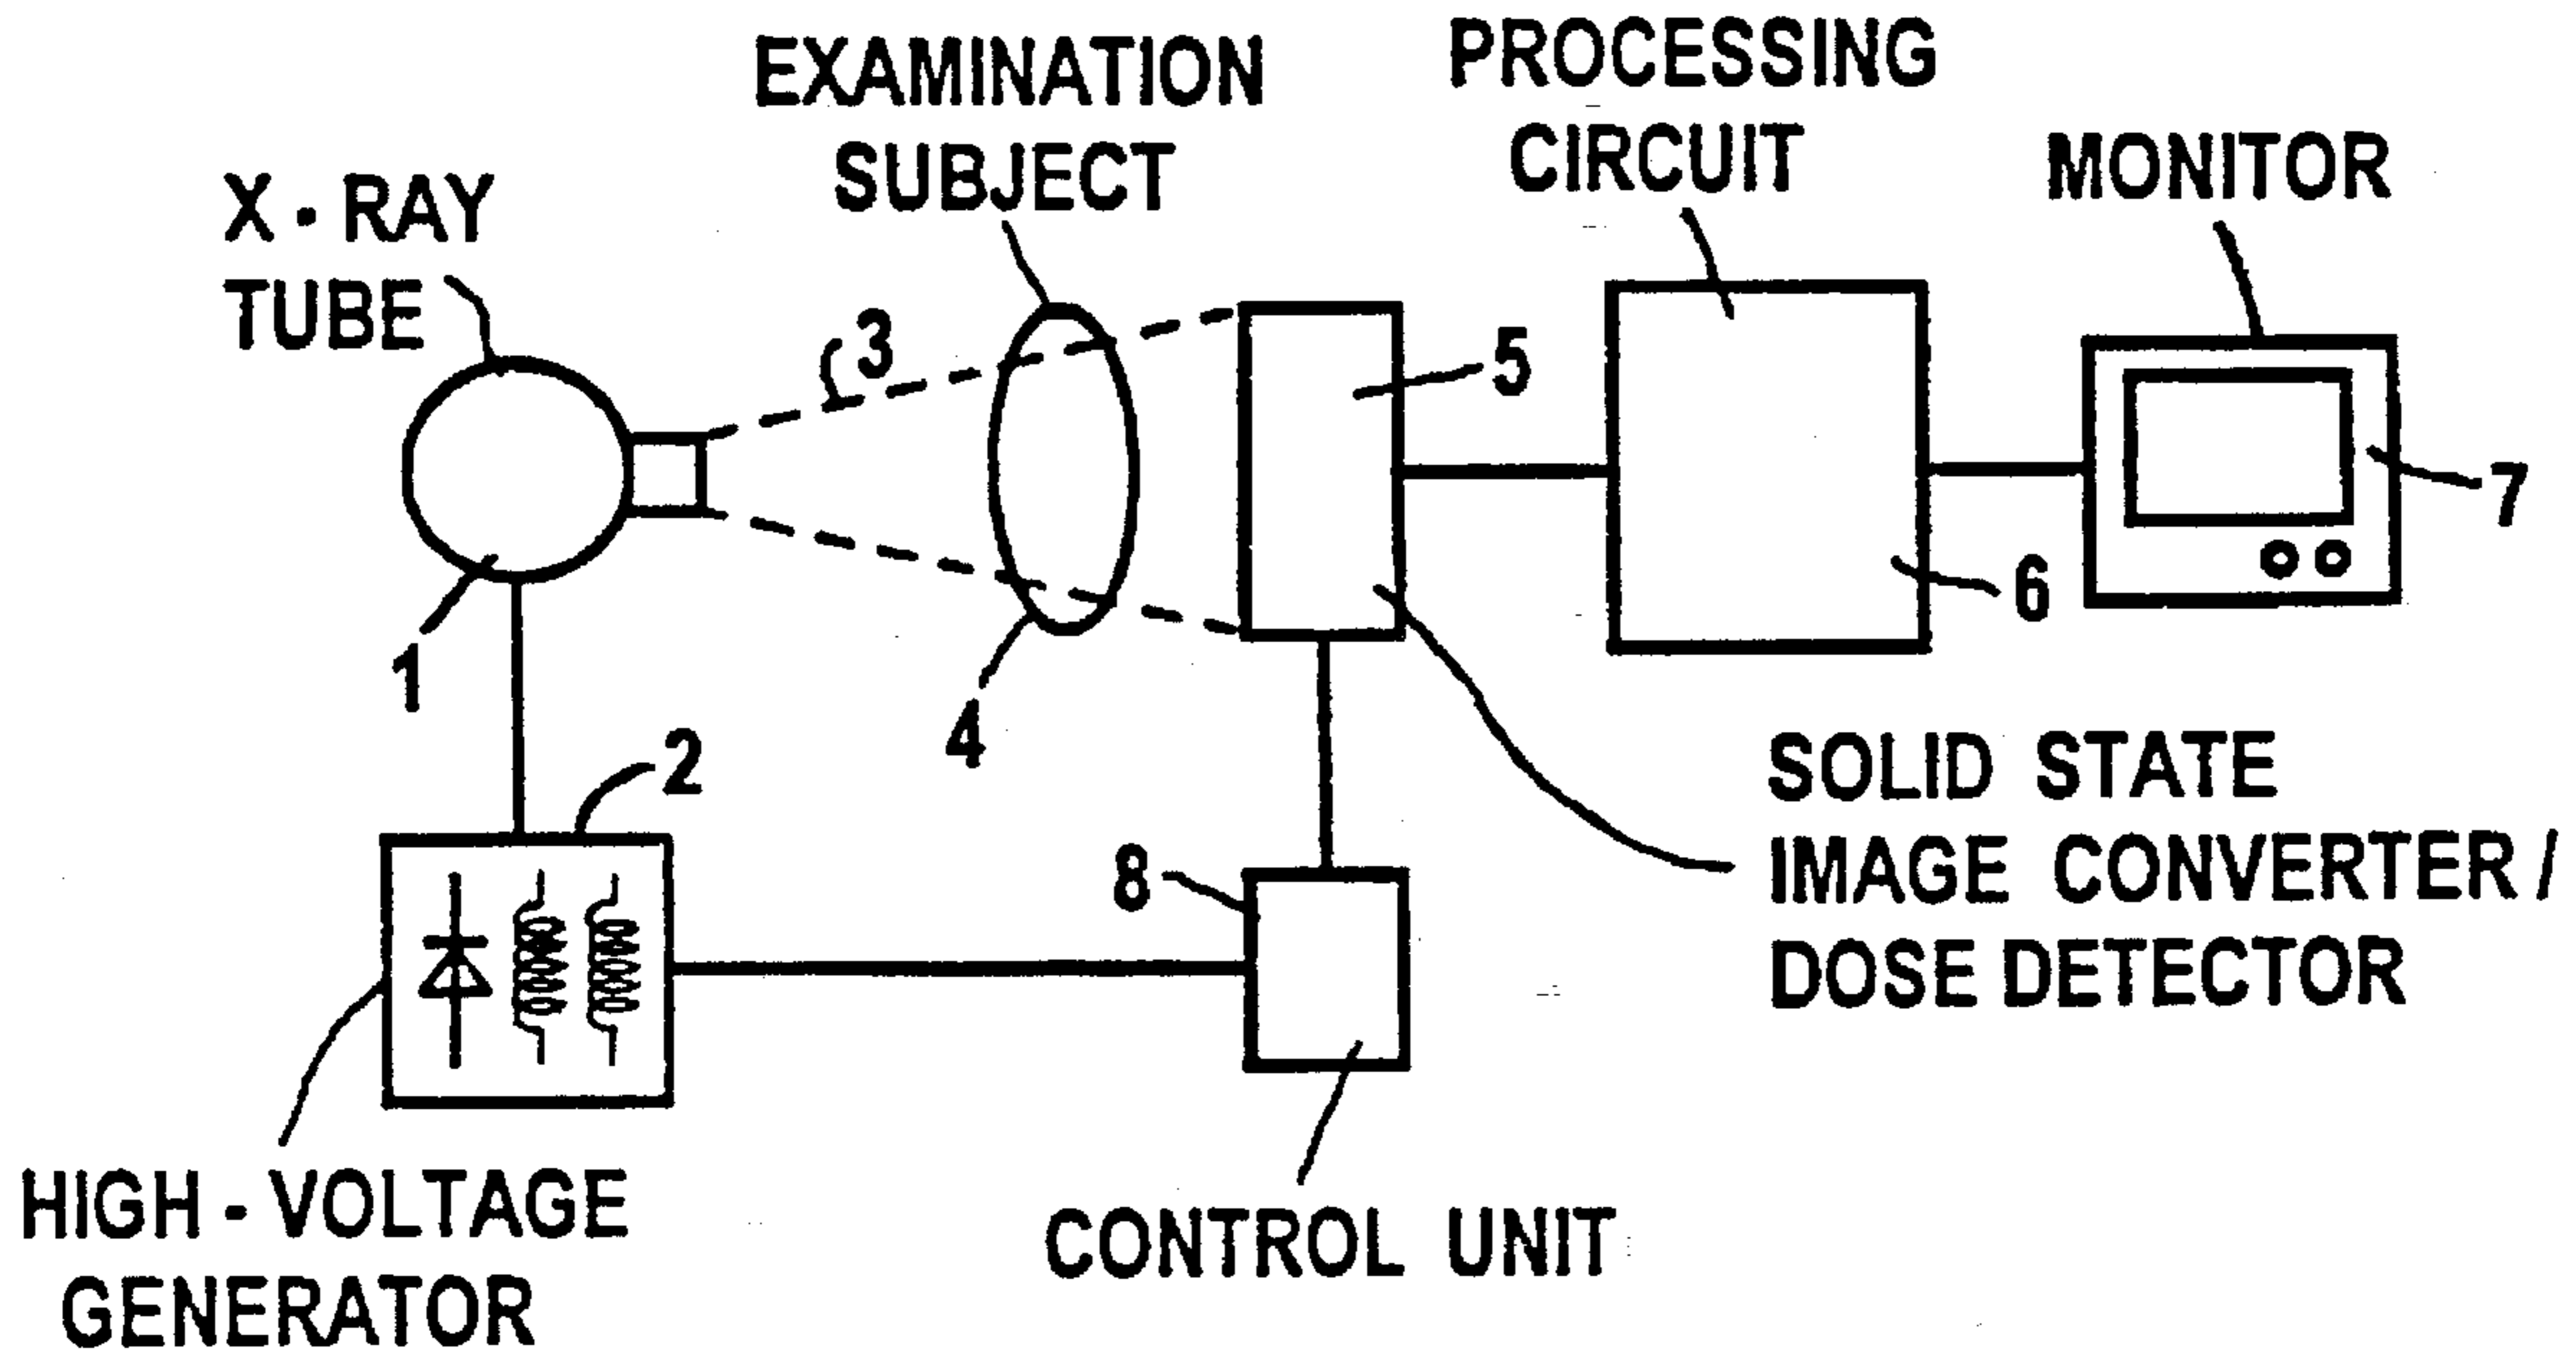 EXAMINATION
SUBJECT
PROCESSING
CIRCUIT
MONITOR
X - RAY
TUBE
3
5
7
6
1
4
2
SOLID STATE
IMAGE CONVERTER /
DOSE DETECTOR
8
HIGH - VOLTAGE
GENERATOR
CONTROL UNIT